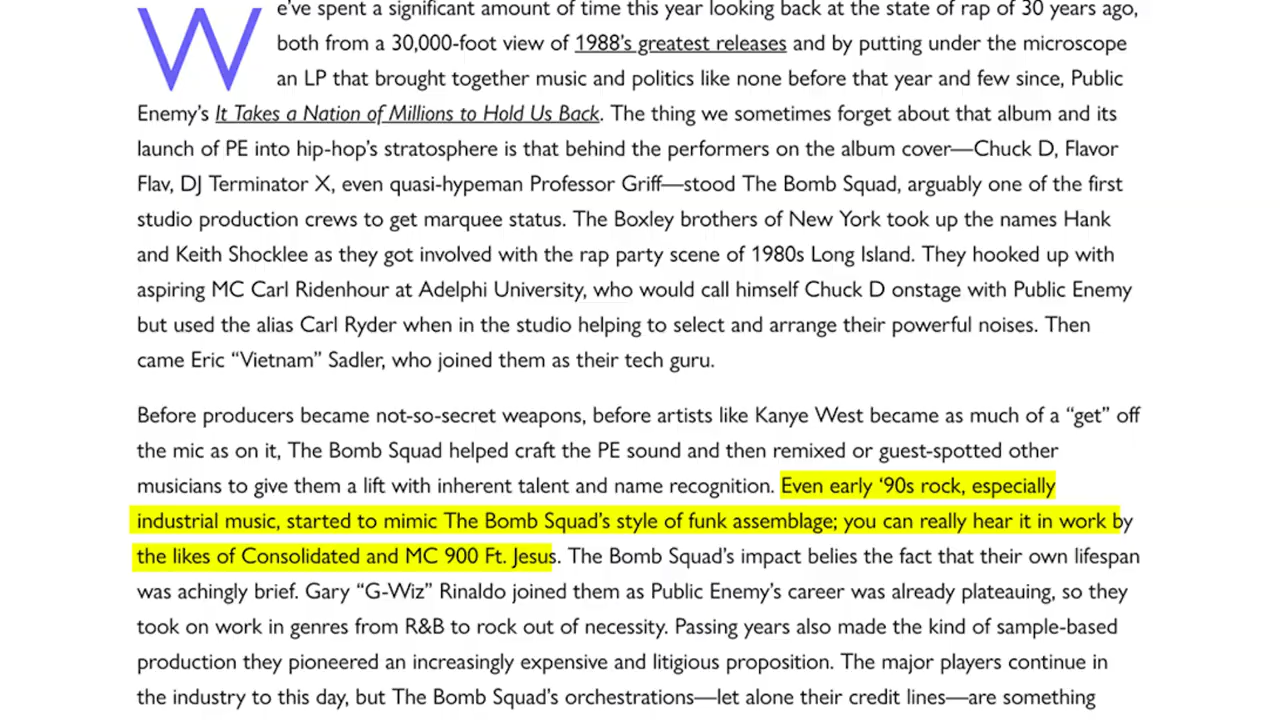 We've spent a significant amount of time this year looking back at the state of rap of 30 years ago,
both from a 30,000-foot view of 1988's greatest releases and by putting under the microscope
an LP that brought together music and politics like none before that year and few since, Public
Enemy's It Takes a Nation of Millions to Hold Us Back. The thing we sometimes forget about that album and its
launch of PE into hip-hop's stratosphere is that behind the performers on the album cover—Chuck D, Flavor
Flav, DJ Terminator X, even quasi-hypeman Professor Griff—stood The Bomb Squad, arguably one of the first
studio production crews to get marquee status. The Boxley brothers of New York took up the names Hank
and Keith Shocklee as they got involved with the rap party scene of 1980s Long Island. They hooked up with
aspiring MC Carl Ridenhour at Adelphi University, who would call himself Chuck D onstage with Public Enemy
but used the alias Carl Ryder when in the studio helping to select and arrange their powerful noises. Then
came Eric “Vietnam” Sadler, who joined them as their tech guru.
Before producers became not-so-secret weapons, before artists like Kanye West became as much of a “get” off
the mic as on it, The Bomb Squad helped craft the PE sound and then remixed or guest-spotted other
musicians to give them a lift with inherent talent and name recognition. Even early ‘90s rock, especially
industrial music, started to mimic The Bomb Squad's style of funk assemblage; you can really hear it in work by
the likes of Consolidated and MC 900 Ft. Jesus. The Bomb Squad's impact belies the fact that their own lifespan
was achingly brief. Gary “G-Wiz” Rinaldo joined them as Public Enemy's career was already plateauing, so they
took on work in genres from R&B to rock out of necessity. Passing years also made the kind of sample-based
production they pioneered an increasingly expensive and litigious proposition. The major players continue in
the industry to this day, but The Bomb Squad's orchestrations—let alone their credit lines—are something